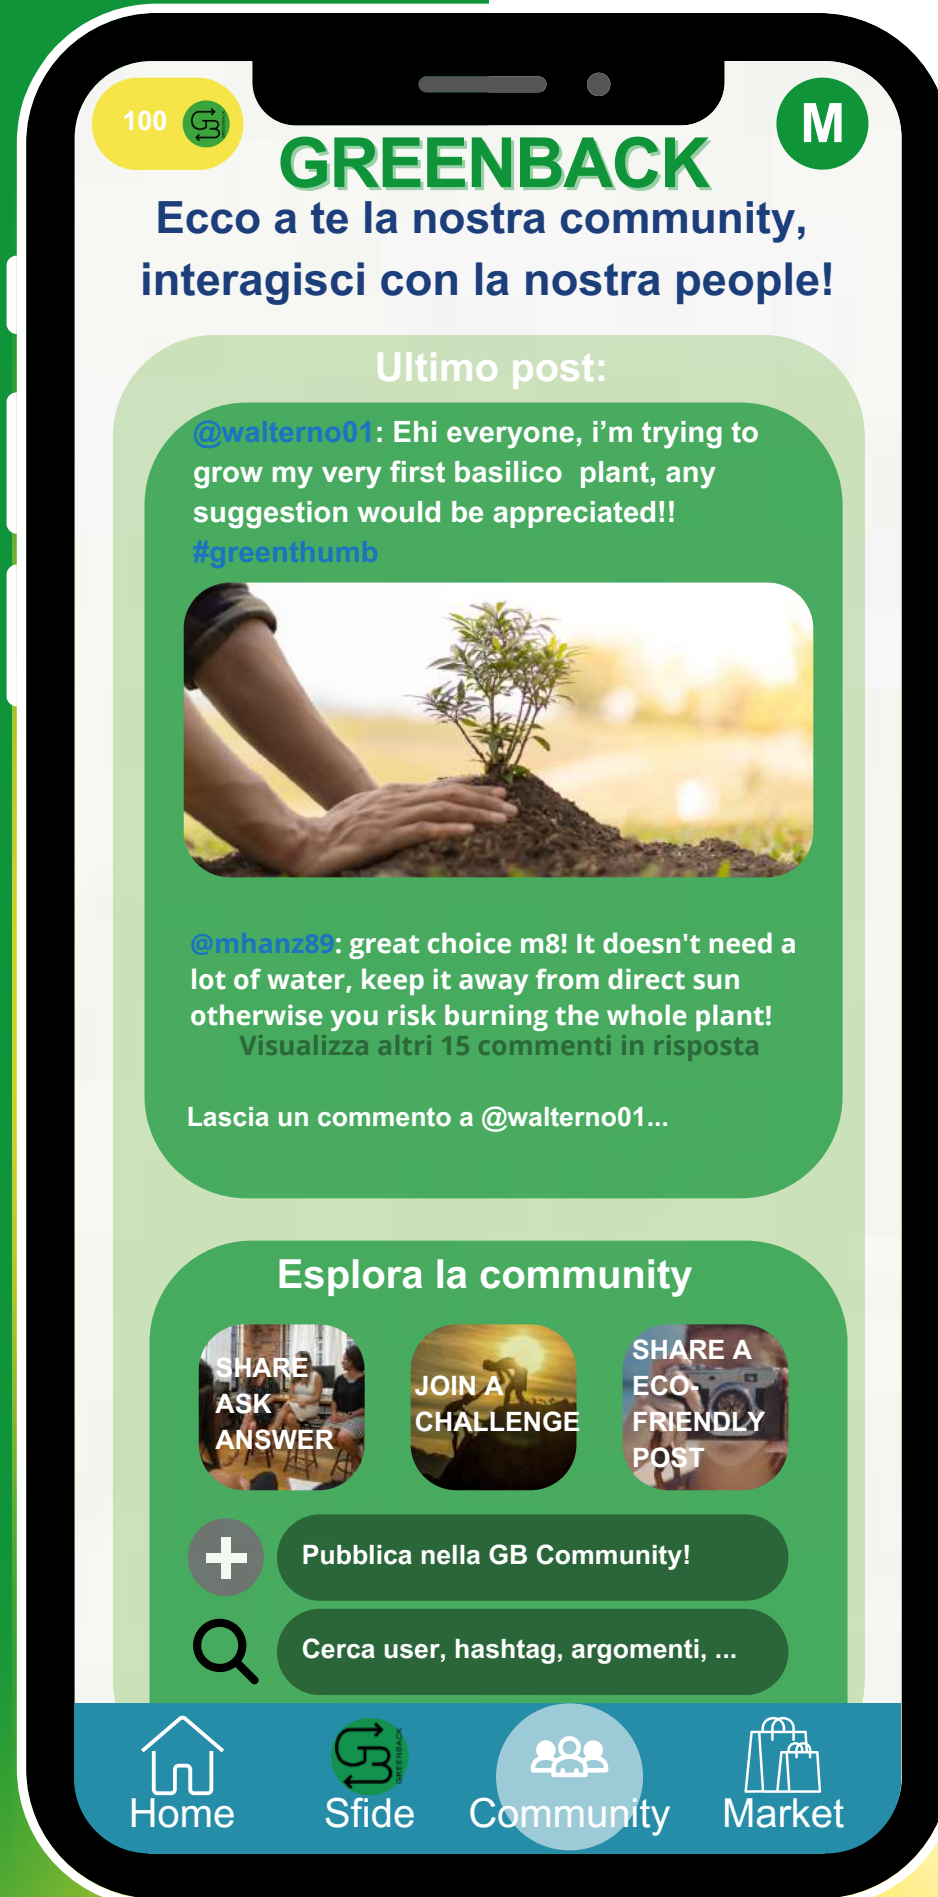 100
GB
M
GREENBACK
Ecco a te la nostra community,
interagisci con la nostra people!
Ultimo post:
@walterno01: Ehi everyone, i'm trying to
grow my very first basilico plant, any
suggestion would be appreciated!!
#greenthumb
@mhanz89: great choice m8! It doesn't need a
lot of water, keep it away from direct sun
otherwise you risk burning the whole plant!
Visualizza altri 15 commenti in risposta
Lascia un commento a @walterno01...
Esplora la community
SHARE
ASK
ANSWER
JOIN A
CHALLENGE
SHARE A
ECO-
FRIENDLY
POST
Pubblica nella GB Community!
Cerca user, hashtag, argomenti, ...
GB
GREENBACK
Home
Sfide
Community
Market